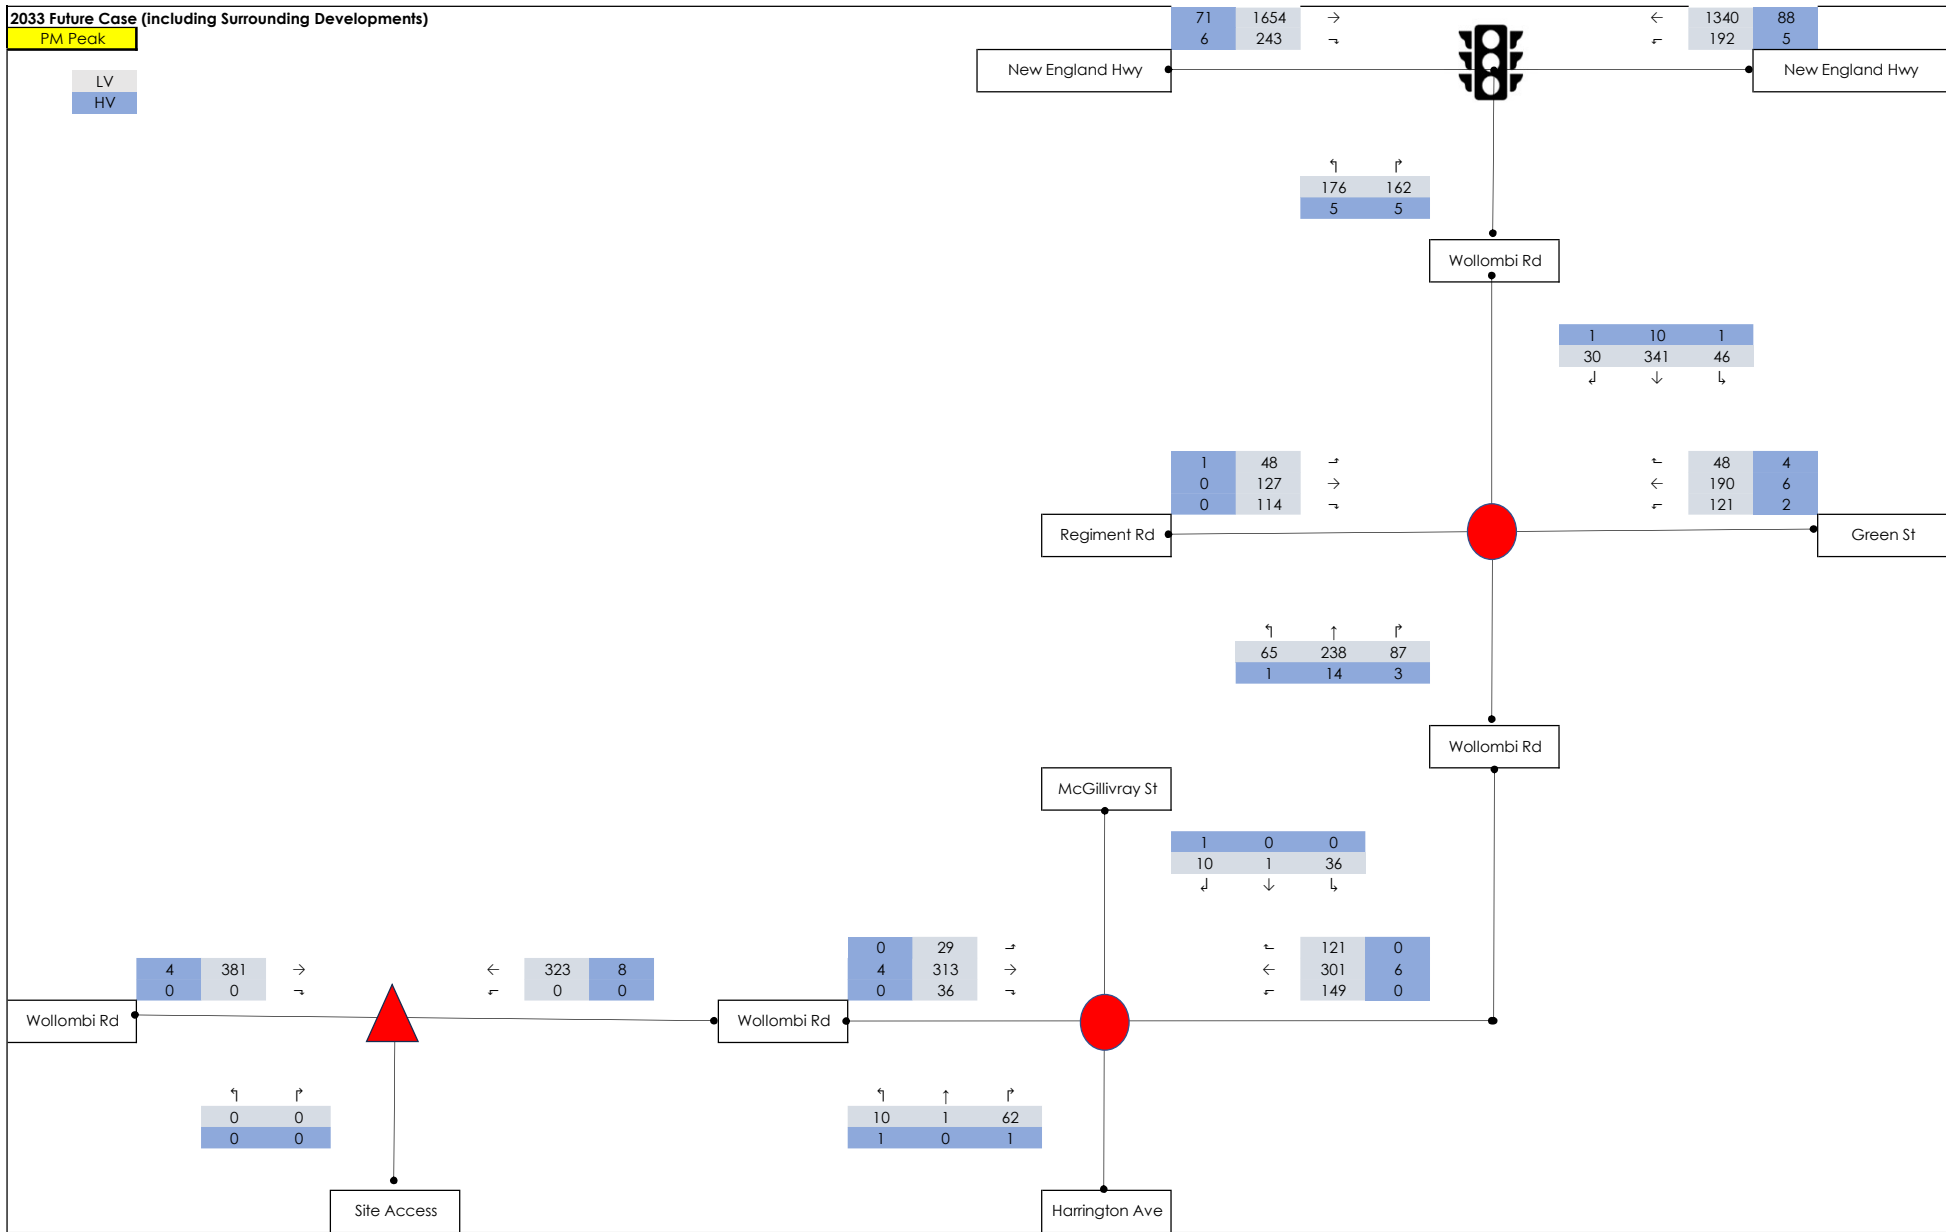 2033 Future Case (including Surrounding Developments)
71 1654 → ← 1340 88
PM Peak
6 243 ¬ ⌐ 192 5
New England Hwy
New England Hwy
LV
HV
↰ ↱
176 162
5 5
Wollombi Rd
1 10 1
30 341 46
↲ ↓ ↳
1 48 → ← 48 4
0 127 → ← 190 6
0 114 ¬ ⌐ 121 2
Regiment Rd
Green St
↰ ↑ ↱
65 238 87
1 14 3
Wollombi Rd
McGillivray St
1 0 0
10 1 36
↲ ↓ ↳
0 29 → ← 121 0
4 381 → ← 323 8
4 313 → ← 301 6
0 0 ¬ ⌐ 0 0
0 36 ¬ ⌐ 149 0
Wollombi Rd
Wollombi Rd
↰ ↱
0 0
0 0
↰ ↑ ↱
10 1 62
1 0 1
Site Access
Harrington Ave